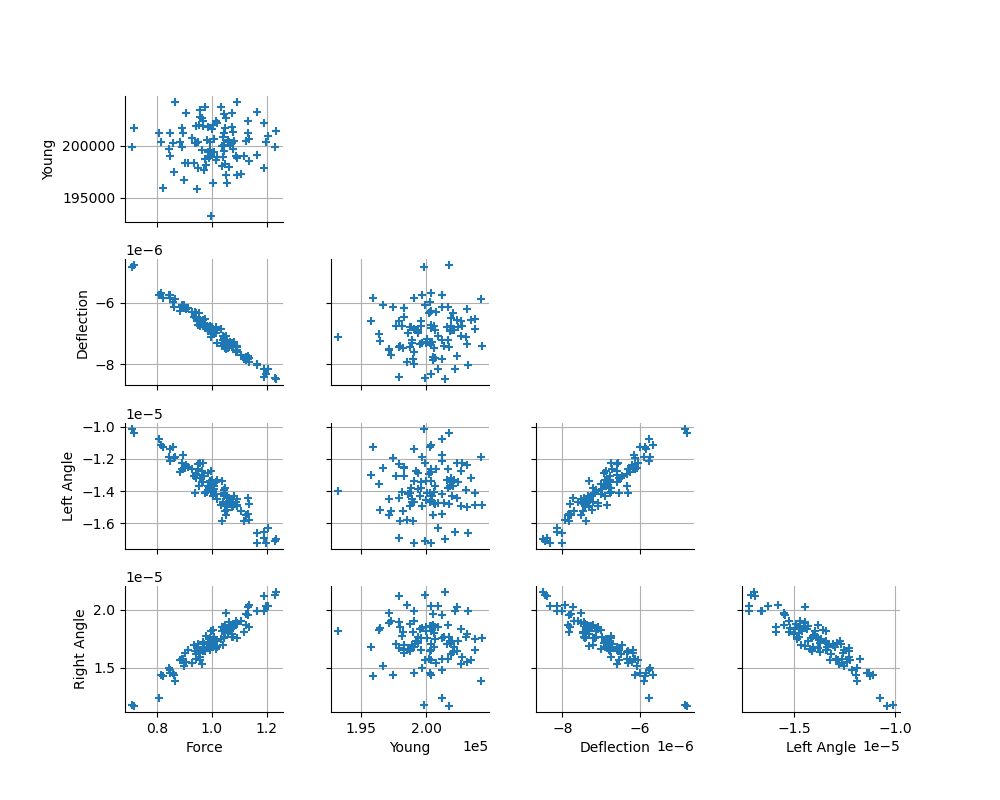 Young
200000
195000
1e−6
Deflection
−6
−8
1e−5
Left Angle
−1.0
−1.2
−1.4
−1.6
1e−5
Right Angle
2.0
1.5
0.8 1.0 1.2
Force
1.95 2.00
Young 1e5
−8 −6
Deflection 1e−6
−1.5 −1.0
Left Angle 1e−5